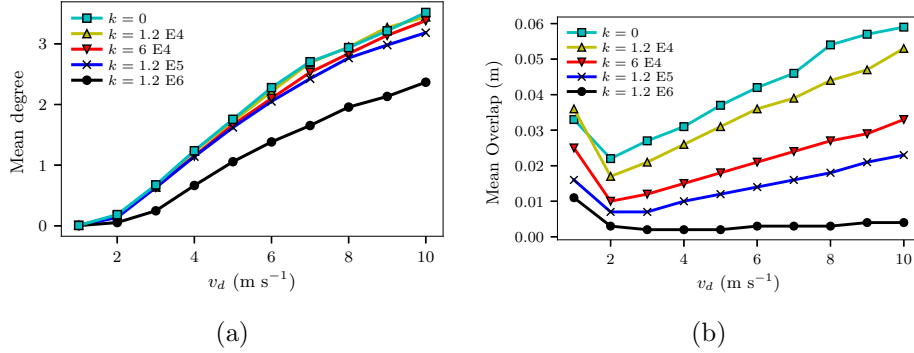 k = 0
k = 1.2 E4
k = 6 E4
k = 1.2 E5
k = 1.2 E6
Mean degree
3
2
1
0
2 4 6 8 10
v_d (m s⁻¹)
(a)
k = 0
k = 1.2 E4
k = 6 E4
k = 1.2 E5
k = 1.2 E6
Mean Overlap (m)
0.06
0.05
0.04
0.03
0.02
0.01
0.00
2 4 6 8 10
v_d (m s⁻¹)
(b)